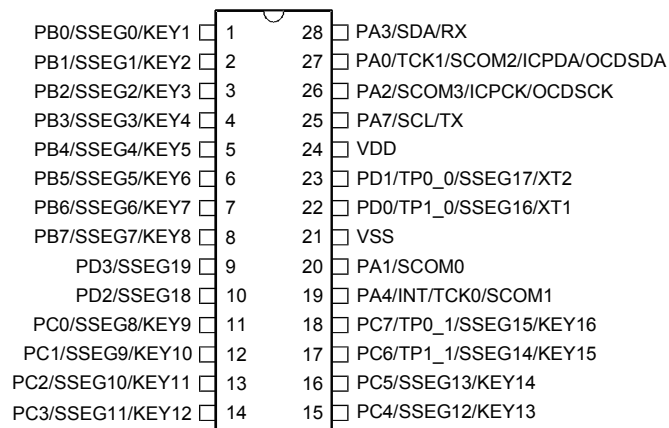 PB0/SSEG0/KEY1 1 28 PA3/SDA/RX
PB1/SSEG1/KEY2 2 27 PA0/TCK1/SCOM2/ICPDA/OCDSDA
PB2/SSEG2/KEY3 3 26 PA2/SCOM3/ICPCK/OCDSCK
PB3/SSEG3/KEY4 4 25 PA7/SCL/TX
PB4/SSEG4/KEY5 5 24 VDD
PB5/SSEG5/KEY6 6 23 PD1/TP0_0/SSEG17/XT2
PB6/SSEG6/KEY7 7 22 PD0/TP1_0/SSEG16/XT1
PB7/SSEG7/KEY8 8 21 VSS
PD3/SSEG19 9 20 PA1/SCOM0
PD2/SSEG18 10 19 PA4/INT/TCK0/SCOM1
PC0/SSEG8/KEY9 11 18 PC7/TP0_1/SSEG15/KEY16
PC1/SSEG9/KEY10 12 17 PC6/TP1_1/SSEG14/KEY15
PC2/SSEG10/KEY11 13 16 PC5/SSEG13/KEY14
PC3/SSEG11/KEY12 14 15 PC4/SSEG12/KEY13